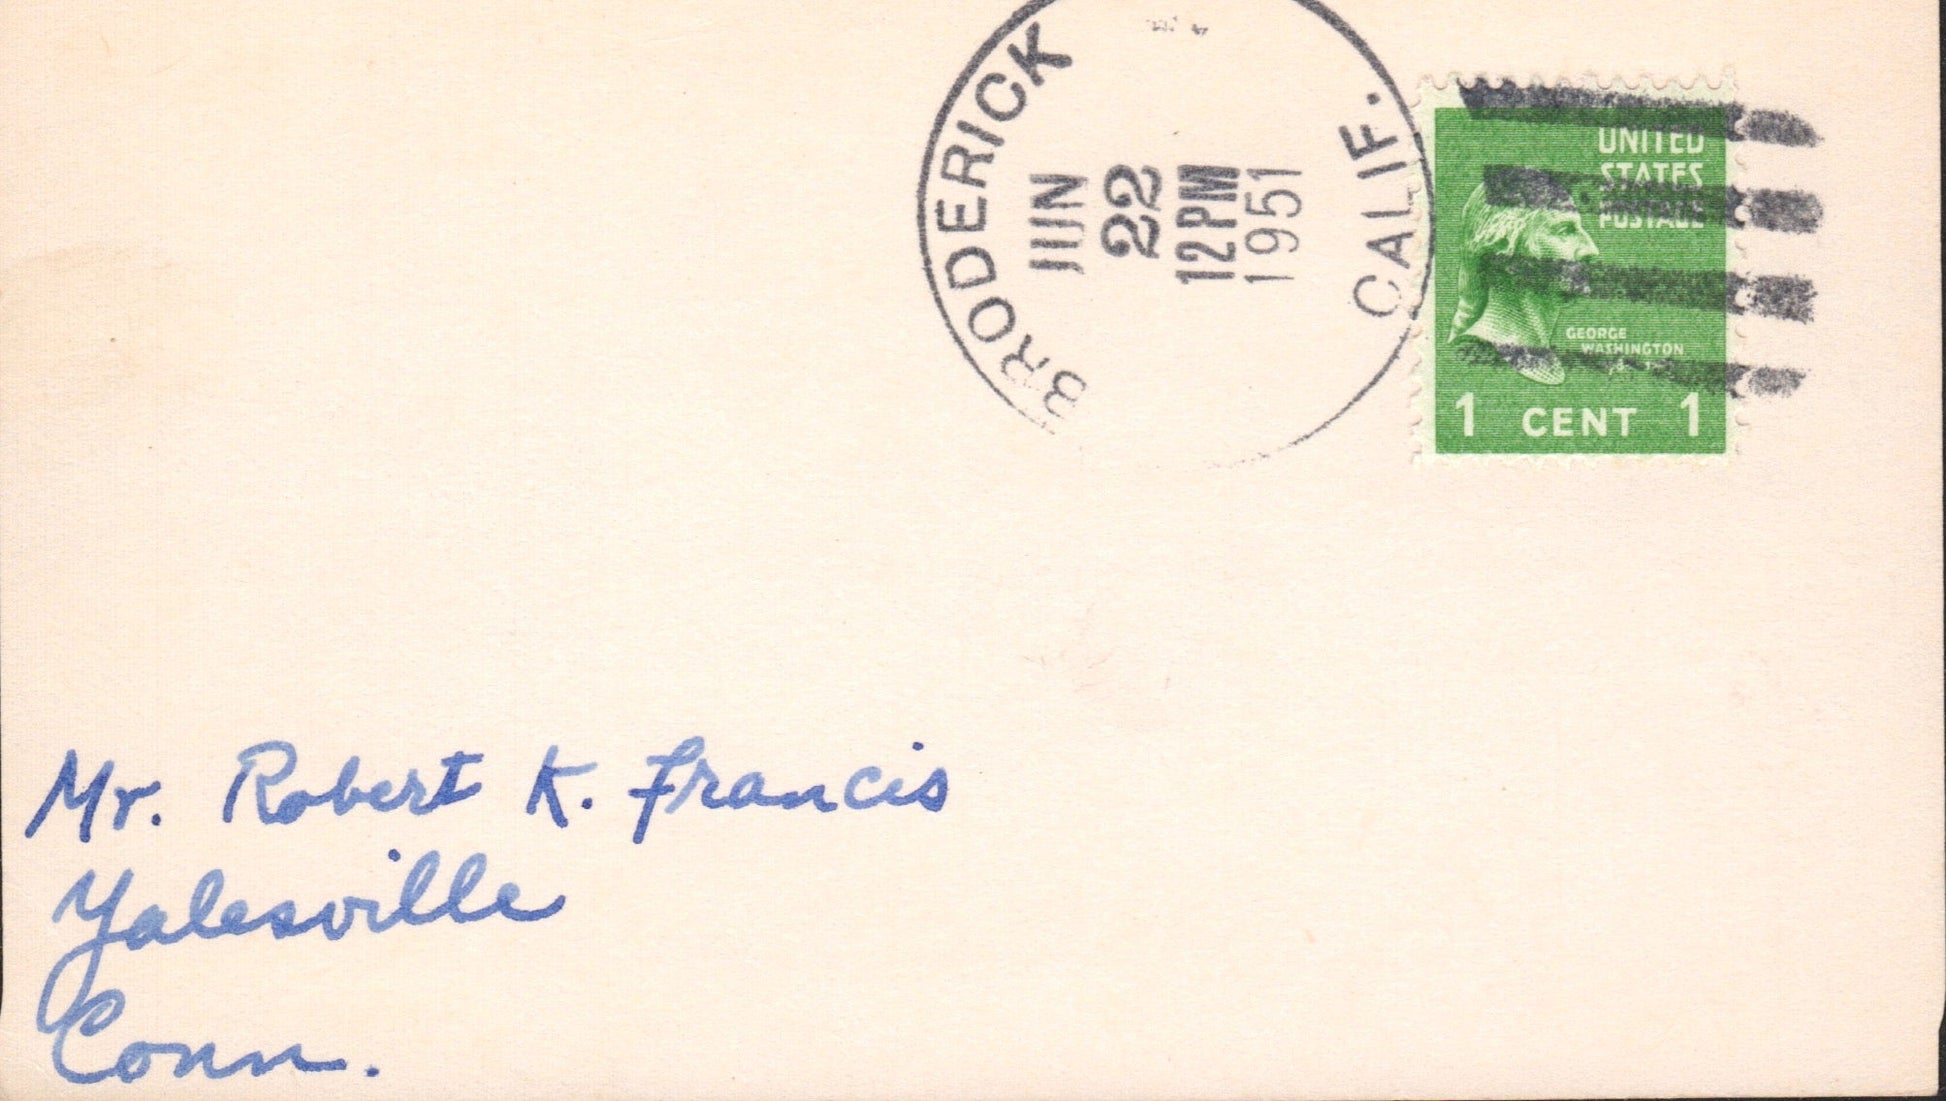 BRODERICK CALIF.
JUN
22
12PM
1951
UNITED
STATES
POSTAGE
GEORGE
WASHINGTON
1 CENT 1
Mr. Robert K. Francis
Yalesville
Conn.